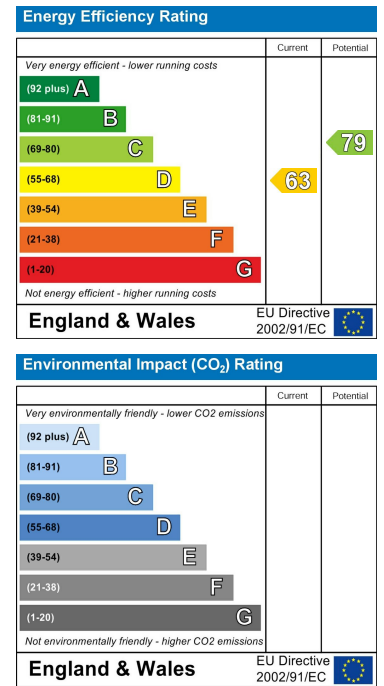 Energy Efficiency Rating
Current Potential
Very energy efficient - lower running costs
(92 plus) A
(81-91) B
(69-80) C
79
(55-68) D
63
(39-54) E
(21-38) F
(1-20) G
Not energy efficient - higher running costs
England & Wales
EU Directive
2002/91/EC
Environmental Impact (CO₂) Rating
Current Potential
Very environmentally friendly - lower CO2 emissions
(92 plus) A
(81-91) B
(69-80) C
(55-68) D
(39-54) E
(21-38) F
(1-20) G
Not environmentally friendly - higher CO2 emissions
England & Wales
EU Directive
2002/91/EC